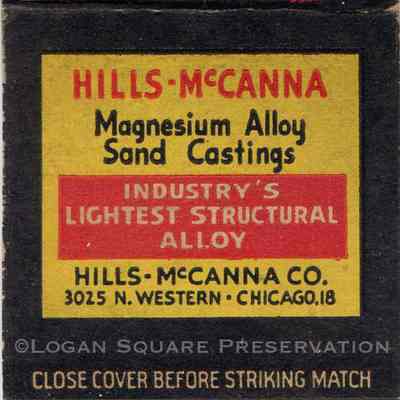 HILLS-McCANNA
Magnesium Alloy
Sand Castings
INDUSTRY'S
LIGHTEST STRUCTURAL
ALLOY
HILLS-McCANNA CO.
3025 N. WESTERN • CHICAGO, 18
©LOGAN SQUARE PRESERVATION
CLOSE COVER BEFORE STRIKING MATCH